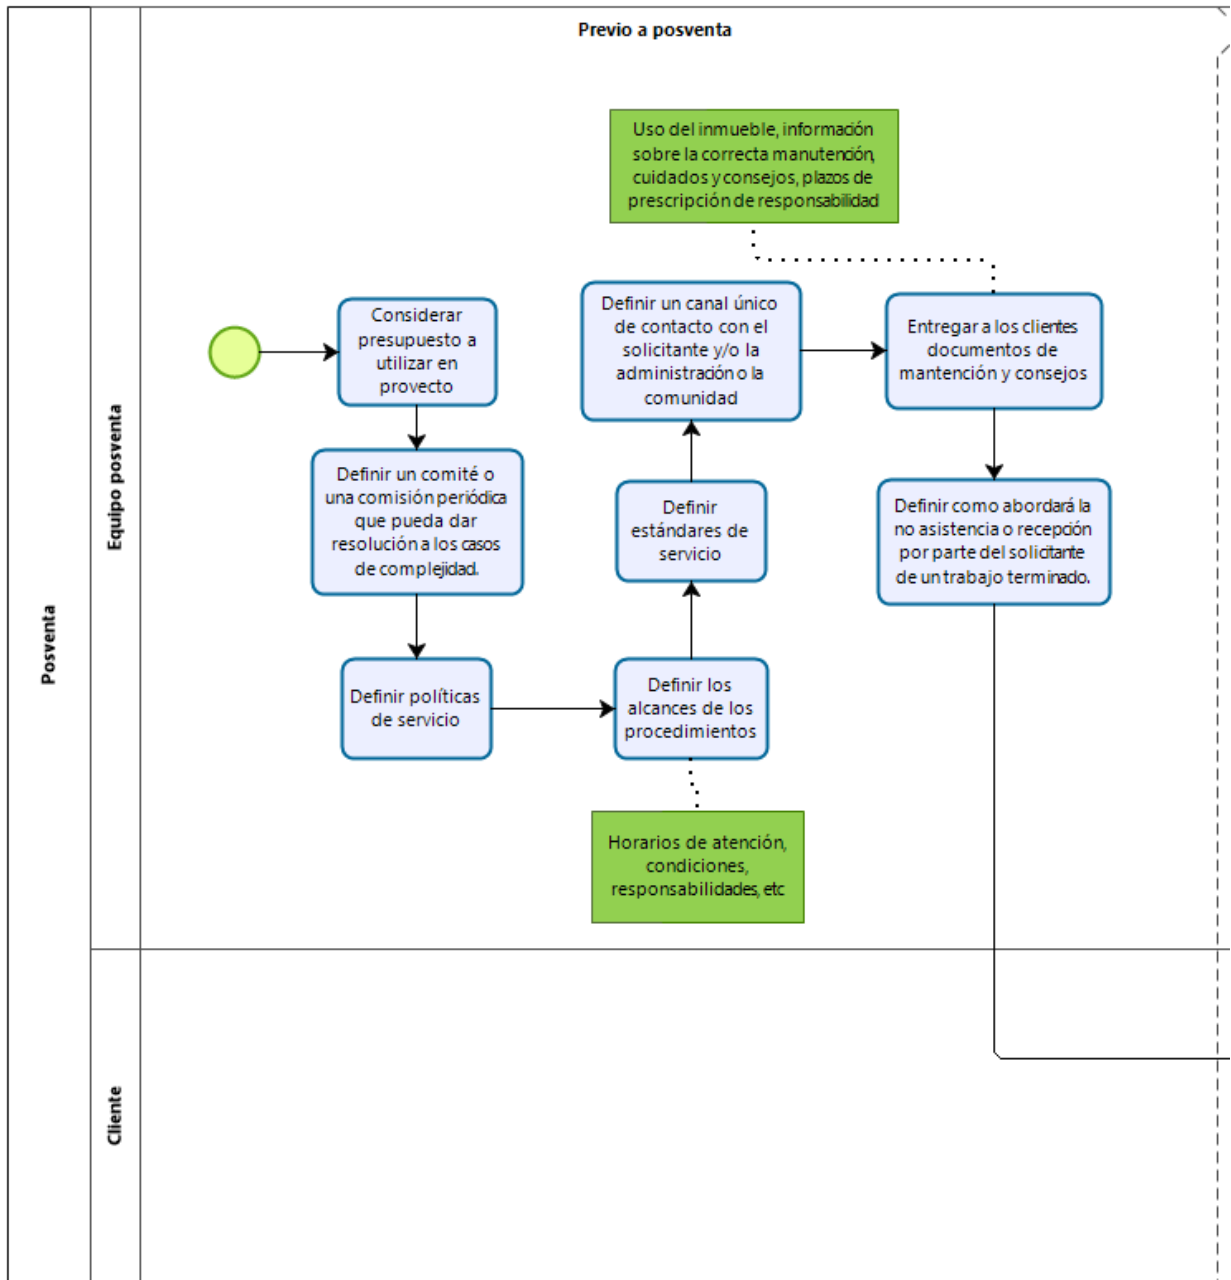 Previo a posventa
Posventa
Equipo posventa
Considerar
presupuesto a
utilizar en
provecto
Definir un comité o
una comisión periódica
que pueda dar
resolución a los casos
de complejidad.
Definir políticas
de servicio
Definir los
alcances de los
procedimientos
Horarios de atención,
condiciones,
responsabilidades, etc
Definir
estándares de
servicio
Definir un canal único
de contacto con el
solicitante y/o la
administración o la
comunidad
Uso del inmueble, información
sobre la correcta manutención,
cuidados y consejos, plazos de
prescripción de responsabilidad
Entregar a los clientes
documentos de
mantención y consejos
Definir como abordará la
no asistencia o recepción
por parte del solicitante
de un trabajo terminado.
Cliente